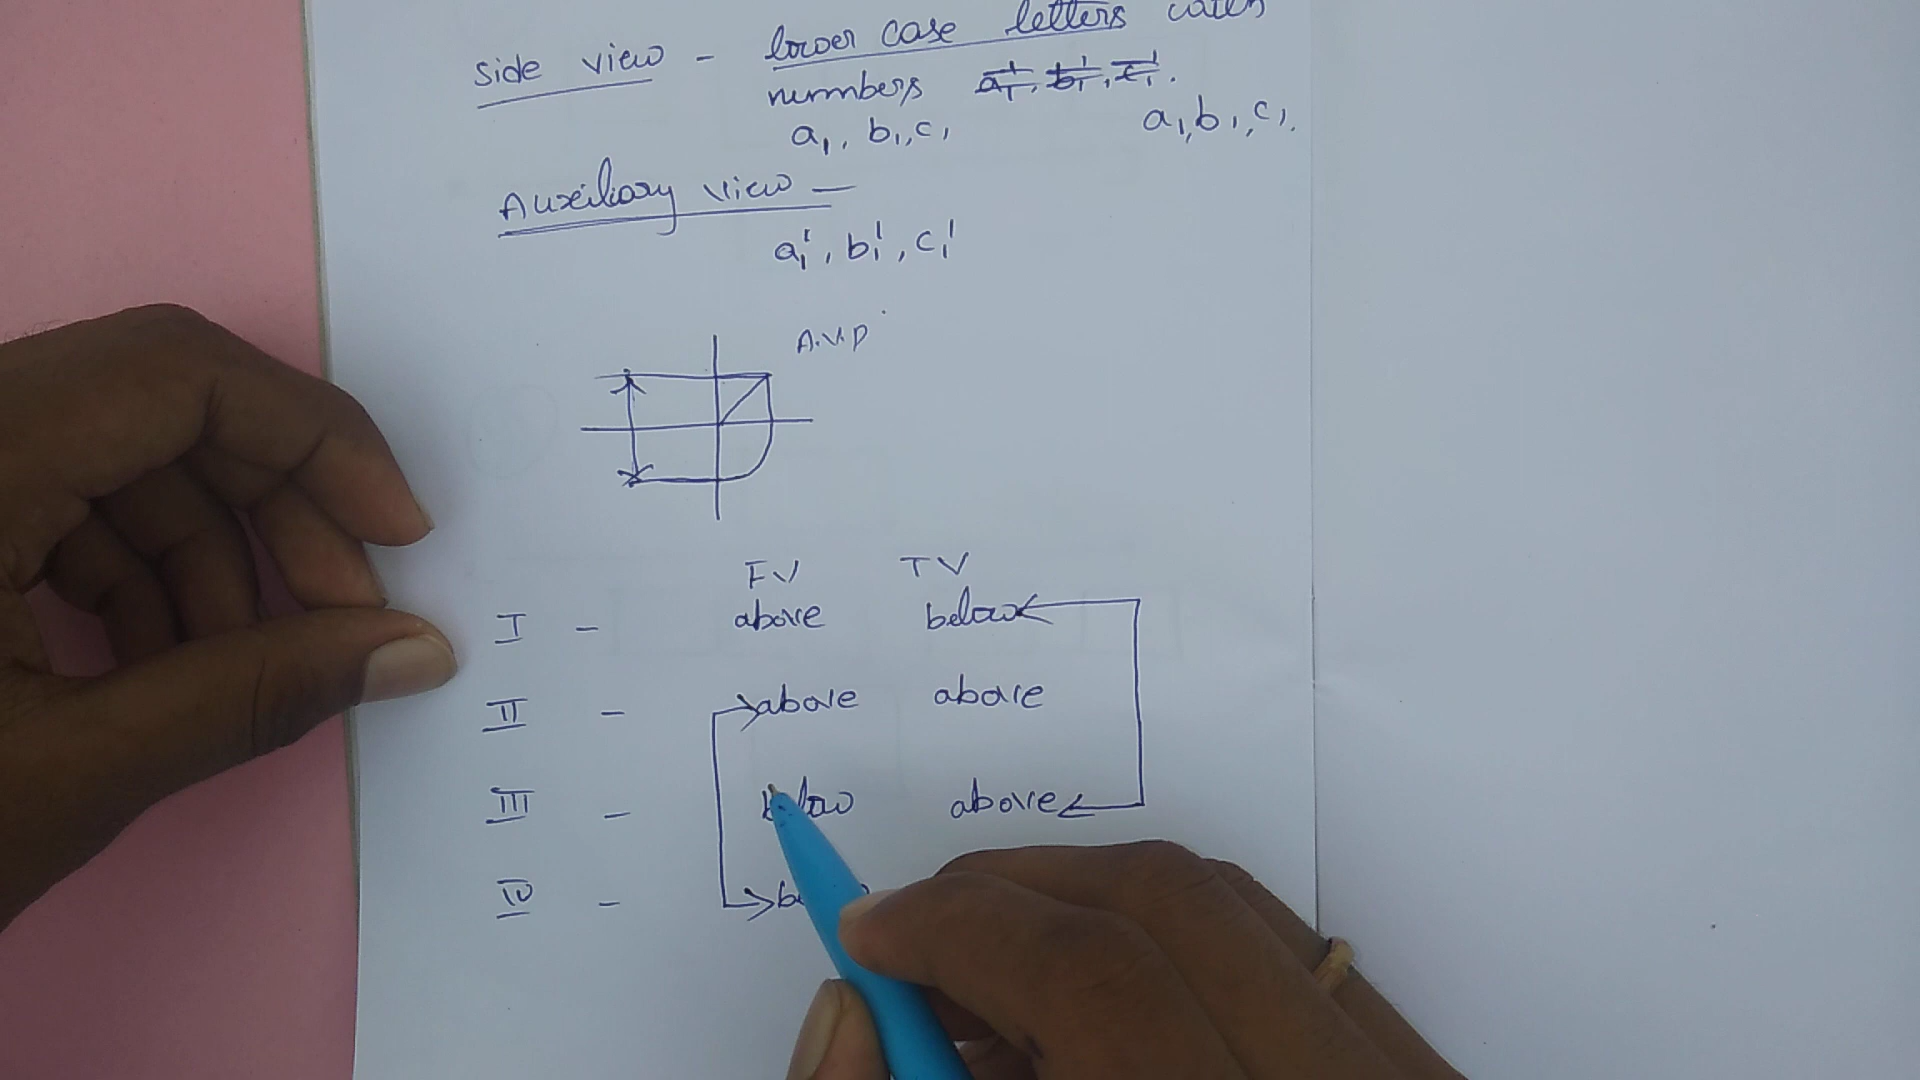 side view - lower case letters
numbers a₁', b₁', c₁'.
a₁, b₁, c₁ a₁, b₁, c₁.
Auxiliary view —
a₁', b₁', c₁'
A.V.P
FV TV
I - above below
II - above above
III - below above
IV -